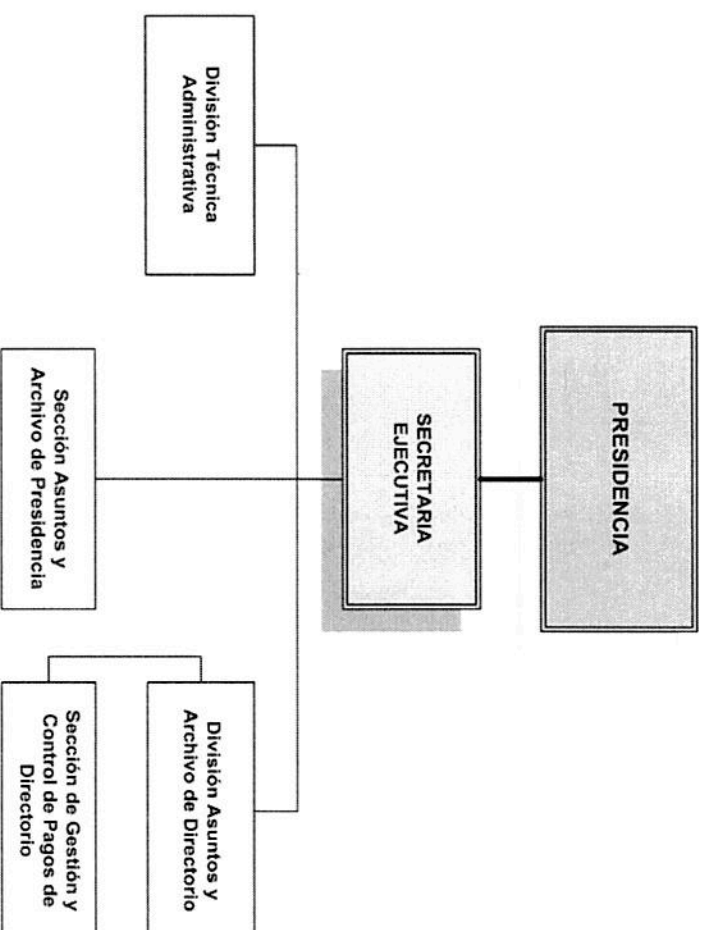 PRESIDENCIA
SECRETARIA
EJECUTIVA
División Técnica
Administrativa
Sección Asuntos y
Archivo de Presidencia
División Asuntos y
Archivo de Directorio
Sección de Gestión y
Control de Pagos de
Directorio